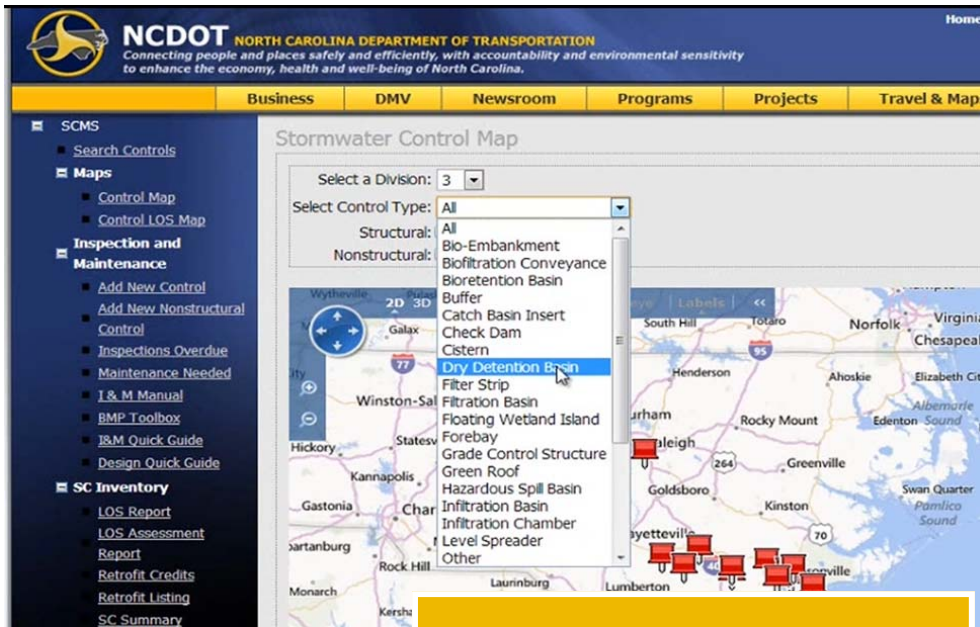 Home
NCDOT NORTH CAROLINA DEPARTMENT OF TRANSPORTATION
Connecting people and places safely and efficiently, with accountability and environmental sensitivity
to enhance the economy, health and well-being of North Carolina.
Business DMV Newsroom Programs Projects Travel & Map
SCMS
Search Controls
Maps
Control Map
Control LOS Map
Inspection and
Maintenance
Add New Control
Add New Nonstructural
Control
Inspections Overdue
Maintenance Needed
I & M Manual
BMP Toolbox
I&M Quick Guide
Design Quick Guide
SC Inventory
LOS Report
LOS Assessment
Report
Retrofit Credits
Retrofit Listing
SC Summary
Stormwater Control Map
Select a Division: 3
Select Control Type: All
Structural:
Nonstructural:
All
Bio-Embankment
Biofiltration Conveyance
Bioretention Basin
Buffer
Catch Basin Insert
Check Dam
Cistern
Dry Detention Basin
Filter Strip
Filtration Basin
Floating Wetland Island
Forebay
Grade Control Structure
Green Roof
Hazardous Spill Basin
Infiltration Basin
Infiltration Chamber
Level Spreader
Other
Wytheville
2D 3D
Labels <<
Galax
South Hill
Norfolk
Virginia
Chesapeak
77
95
Henderson
Ahoskie
Elizabeth Cit
Winston-Sal
Albemarle
Sound
Edenton
urham
Rocky Mount
Hickory
Statesv
aleigh
264
Greenville
Kannapolis
Goldsboro
Swan Quarter
Pamlico
Sound
Gastonia
Char
Kinston
ayetteville
70
partanburg
Rock Hill
40
sonville
Monarch
Laurinburg
Lumberton
Kersha